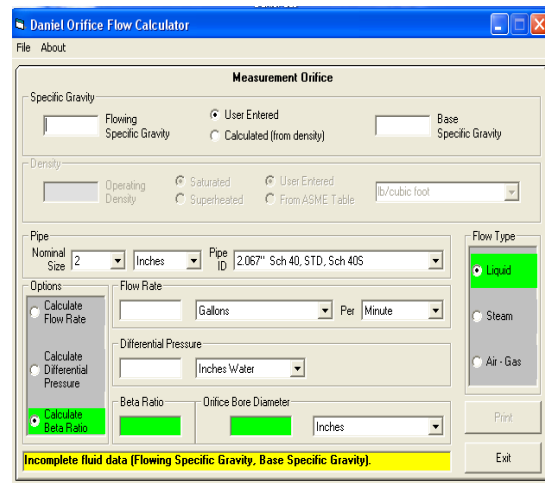 Daniel Orifice Flow Calculator
File About
Measurement Orifice
Specific Gravity
Flowing Specific Gravity
User Entered
Calculated (from density)
Base Specific Gravity
Density
Operating Density
Saturated
Superheated
User Entered
From ASME Table
lb/cubic foot
Pipe
Nominal Size
2
Inches
Pipe ID
2.067" Sch 40, STD, Sch 40S
Flow Type
Liquid
Steam
Air - Gas
Options
Calculate Flow Rate
Calculate Differential Pressure
Calculate Beta Ratio
Flow Rate
Gallons
Per
Minute
Differential Pressure
Inches Water
Beta Ratio
Orifice Bore Diameter
Inches
Print
Exit
Incomplete fluid data (Flowing Specific Gravity, Base Specific Gravity).